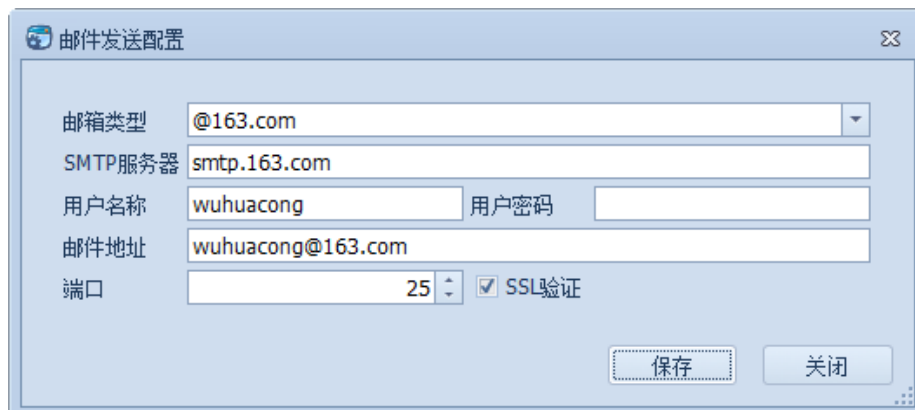 邮件发送配置
邮箱类型 @163.com
SMTP服务器 smtp.163.com
用户名称 wuhuacong 用户密码
邮件地址 wuhuacong@163.com
端口 25 SSL验证
保存 关闭